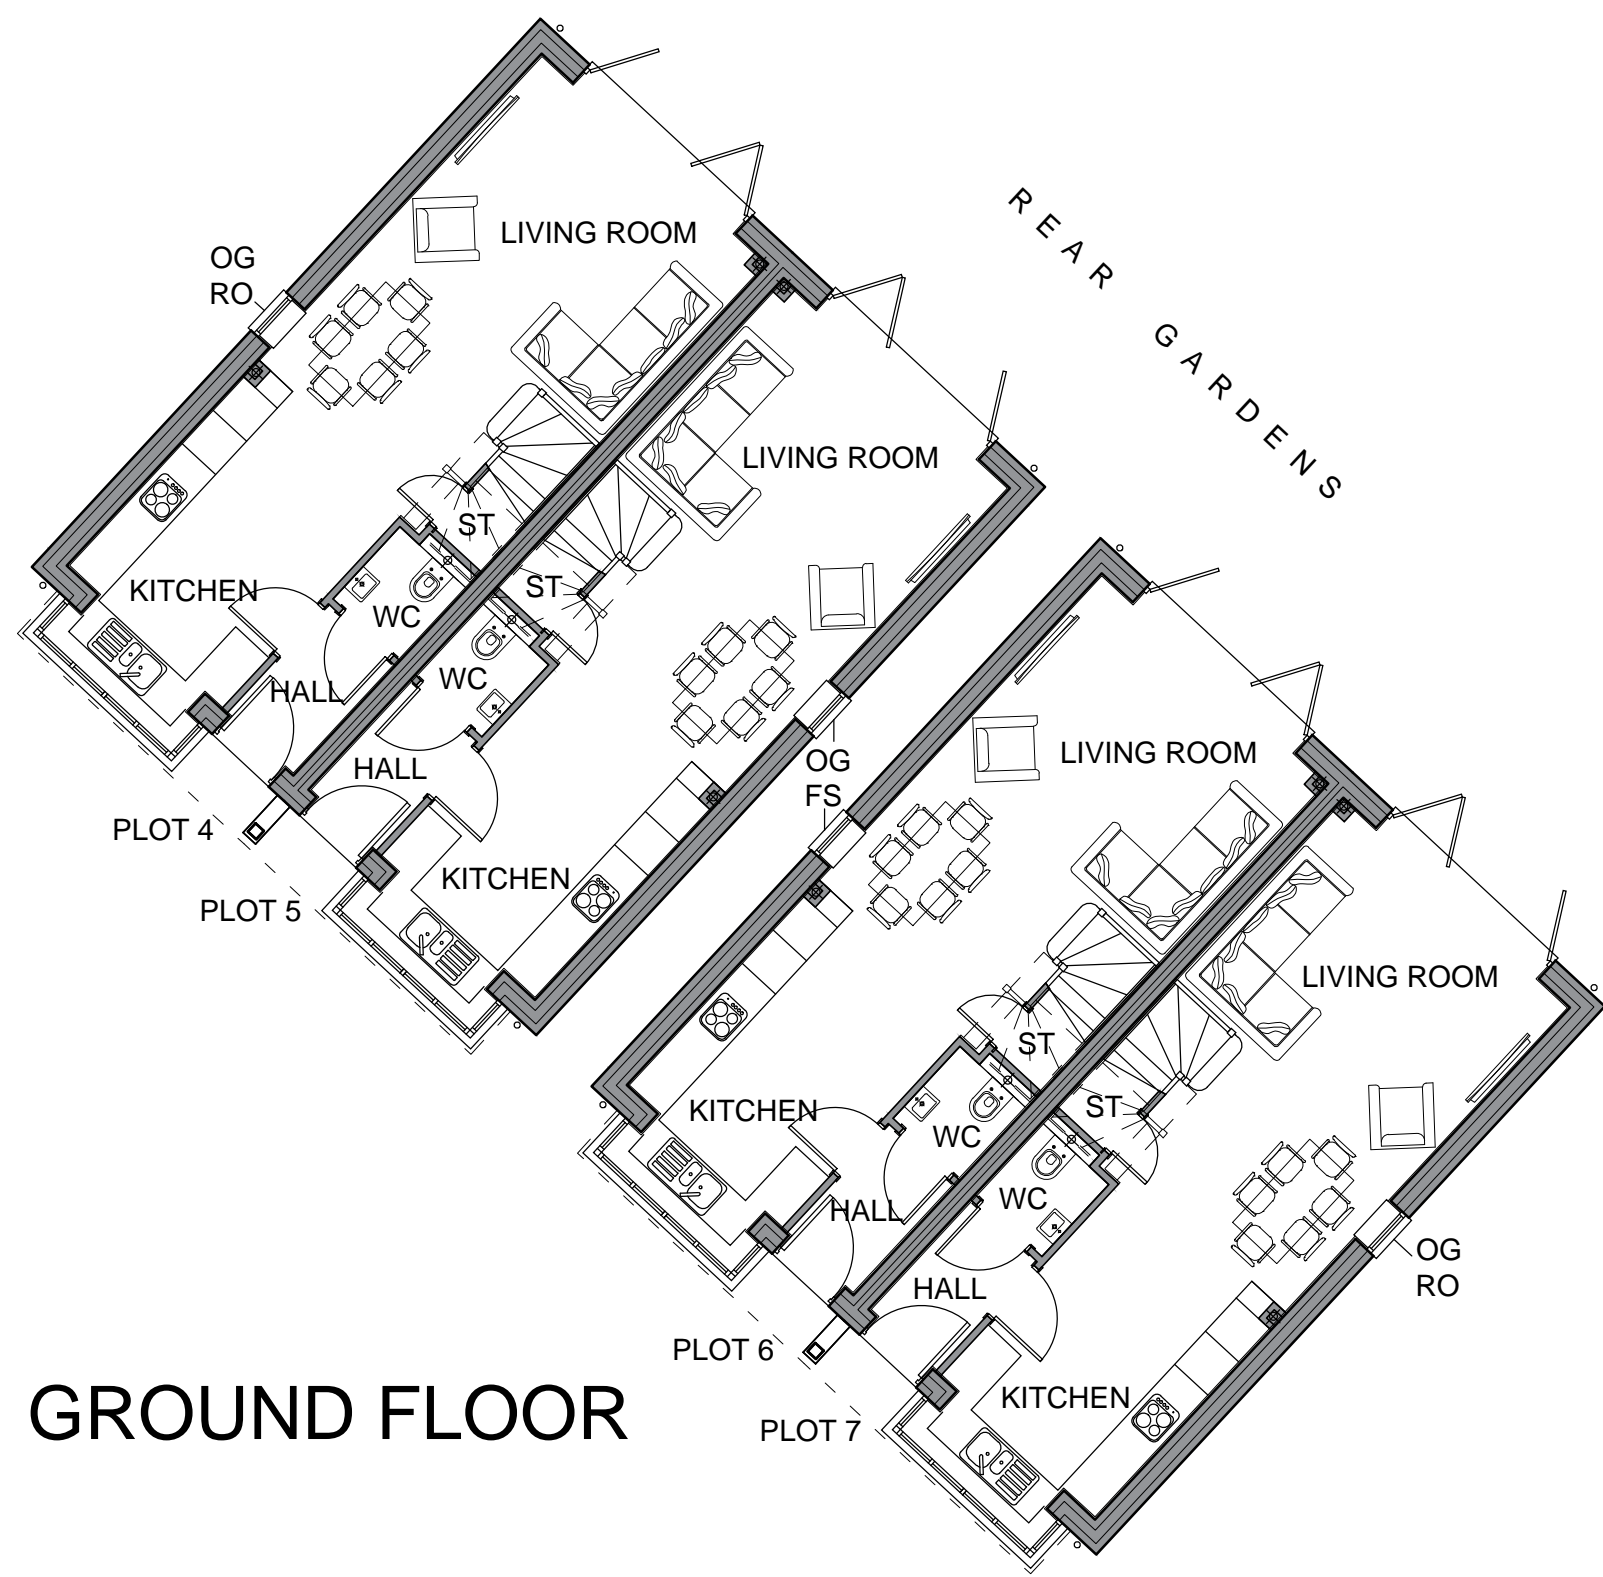 REAR GARDENS
LIVING ROOM
OG
RO
LIVING ROOM
ST
ST
KITCHEN
WC
WC
HALL
HALL
OG
FS
LIVING ROOM
PLOT 4
KITCHEN
PLOT 5
LIVING ROOM
ST
ST
KITCHEN
WC
WC
HALL
HALL
OG
RO
PLOT 6
KITCHEN
PLOT 7
GROUND FLOOR